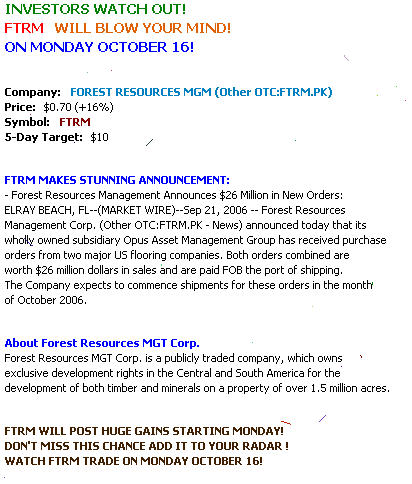 INVESTORS WATCH OUT!
FTRM WILL BLOW YOUR MIND!
ON MONDAY OCTOBER 16!
Company: FOREST RESOURCES MGM (Other OTC:FTRM.PK)
Price: $0.70 (+16%)
Symbol: FTRM
5-Day Target: $10
FTRM MAKES STUNNING ANNOUNCEMENT:
- Forest Resources Management Announces $26 Million in New Orders:
ELRAY BEACH, FL--(MARKET WIRE)--Sep 21, 2006 -- Forest Resources
Management Corp. (Other OTC:FTRM.PK - News) announced today that its
wholly owned subsidiary Opus Asset Management Group has received purchase
orders from two major US flooring companies. Both orders combined are
worth $26 million dollars in sales and are paid FOB the port of shipping.
The Company expects to commence shipments for these orders in the month
of October 2006.
About Forest Resources MGT Corp.
Forest Resources MGT Corp. is a publicly traded company, which owns
exclusive development rights in the Central and South America for the
development of both timber and minerals on a property of over 1.5 million acres.
FTRM WILL POST HUGE GAINS STARTING MONDAY!
DON'T MISS THIS CHANCE ADD IT TO YOUR RADAR !
WATCH FTRM TRADE ON MONDAY OCTOBER 16!